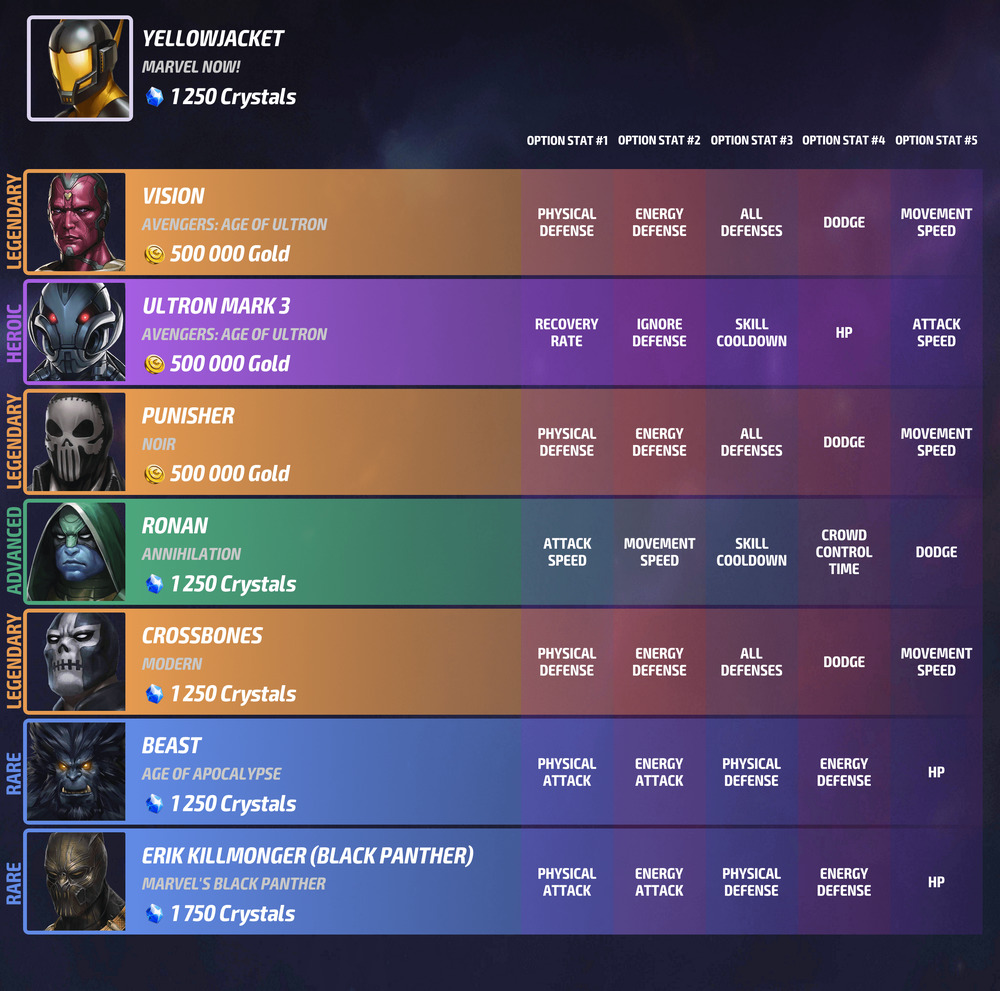 YELLOWJACKET
MARVEL NOW!
1 250 Crystals
OPTION STAT #1 OPTION STAT #2 OPTION STAT #3 OPTION STAT #4 OPTION STAT #5
LEGENDARY
VISION
AVENGERS: AGE OF ULTRON
500 000 Gold
PHYSICAL
DEFENSE
ENERGY
DEFENSE
ALL
DEFENSES
DODGE
MOVEMENT
SPEED
HEROIC
ULTRON MARK 3
AVENGERS: AGE OF ULTRON
500 000 Gold
RECOVERY
RATE
IGNORE
DEFENSE
SKILL
COOLDOWN
HP
ATTACK
SPEED
LEGENDARY
PUNISHER
NOIR
500 000 Gold
PHYSICAL
DEFENSE
ENERGY
DEFENSE
ALL
DEFENSES
DODGE
MOVEMENT
SPEED
ADVANCED
RONAN
ANNIHILATION
1 250 Crystals
ATTACK
SPEED
MOVEMENT
SPEED
SKILL
COOLDOWN
CROWD
CONTROL
TIME
DODGE
LEGENDARY
CROSSBONES
MODERN
1 250 Crystals
PHYSICAL
DEFENSE
ENERGY
DEFENSE
ALL
DEFENSES
DODGE
MOVEMENT
SPEED
RARE
BEAST
AGE OF APOCALYPSE
1 250 Crystals
PHYSICAL
ATTACK
ENERGY
ATTACK
PHYSICAL
DEFENSE
ENERGY
DEFENSE
HP
RARE
ERIK KILLMONGER (BLACK PANTHER)
MARVEL'S BLACK PANTHER
1 750 Crystals
PHYSICAL
ATTACK
ENERGY
ATTACK
PHYSICAL
DEFENSE
ENERGY
DEFENSE
HP